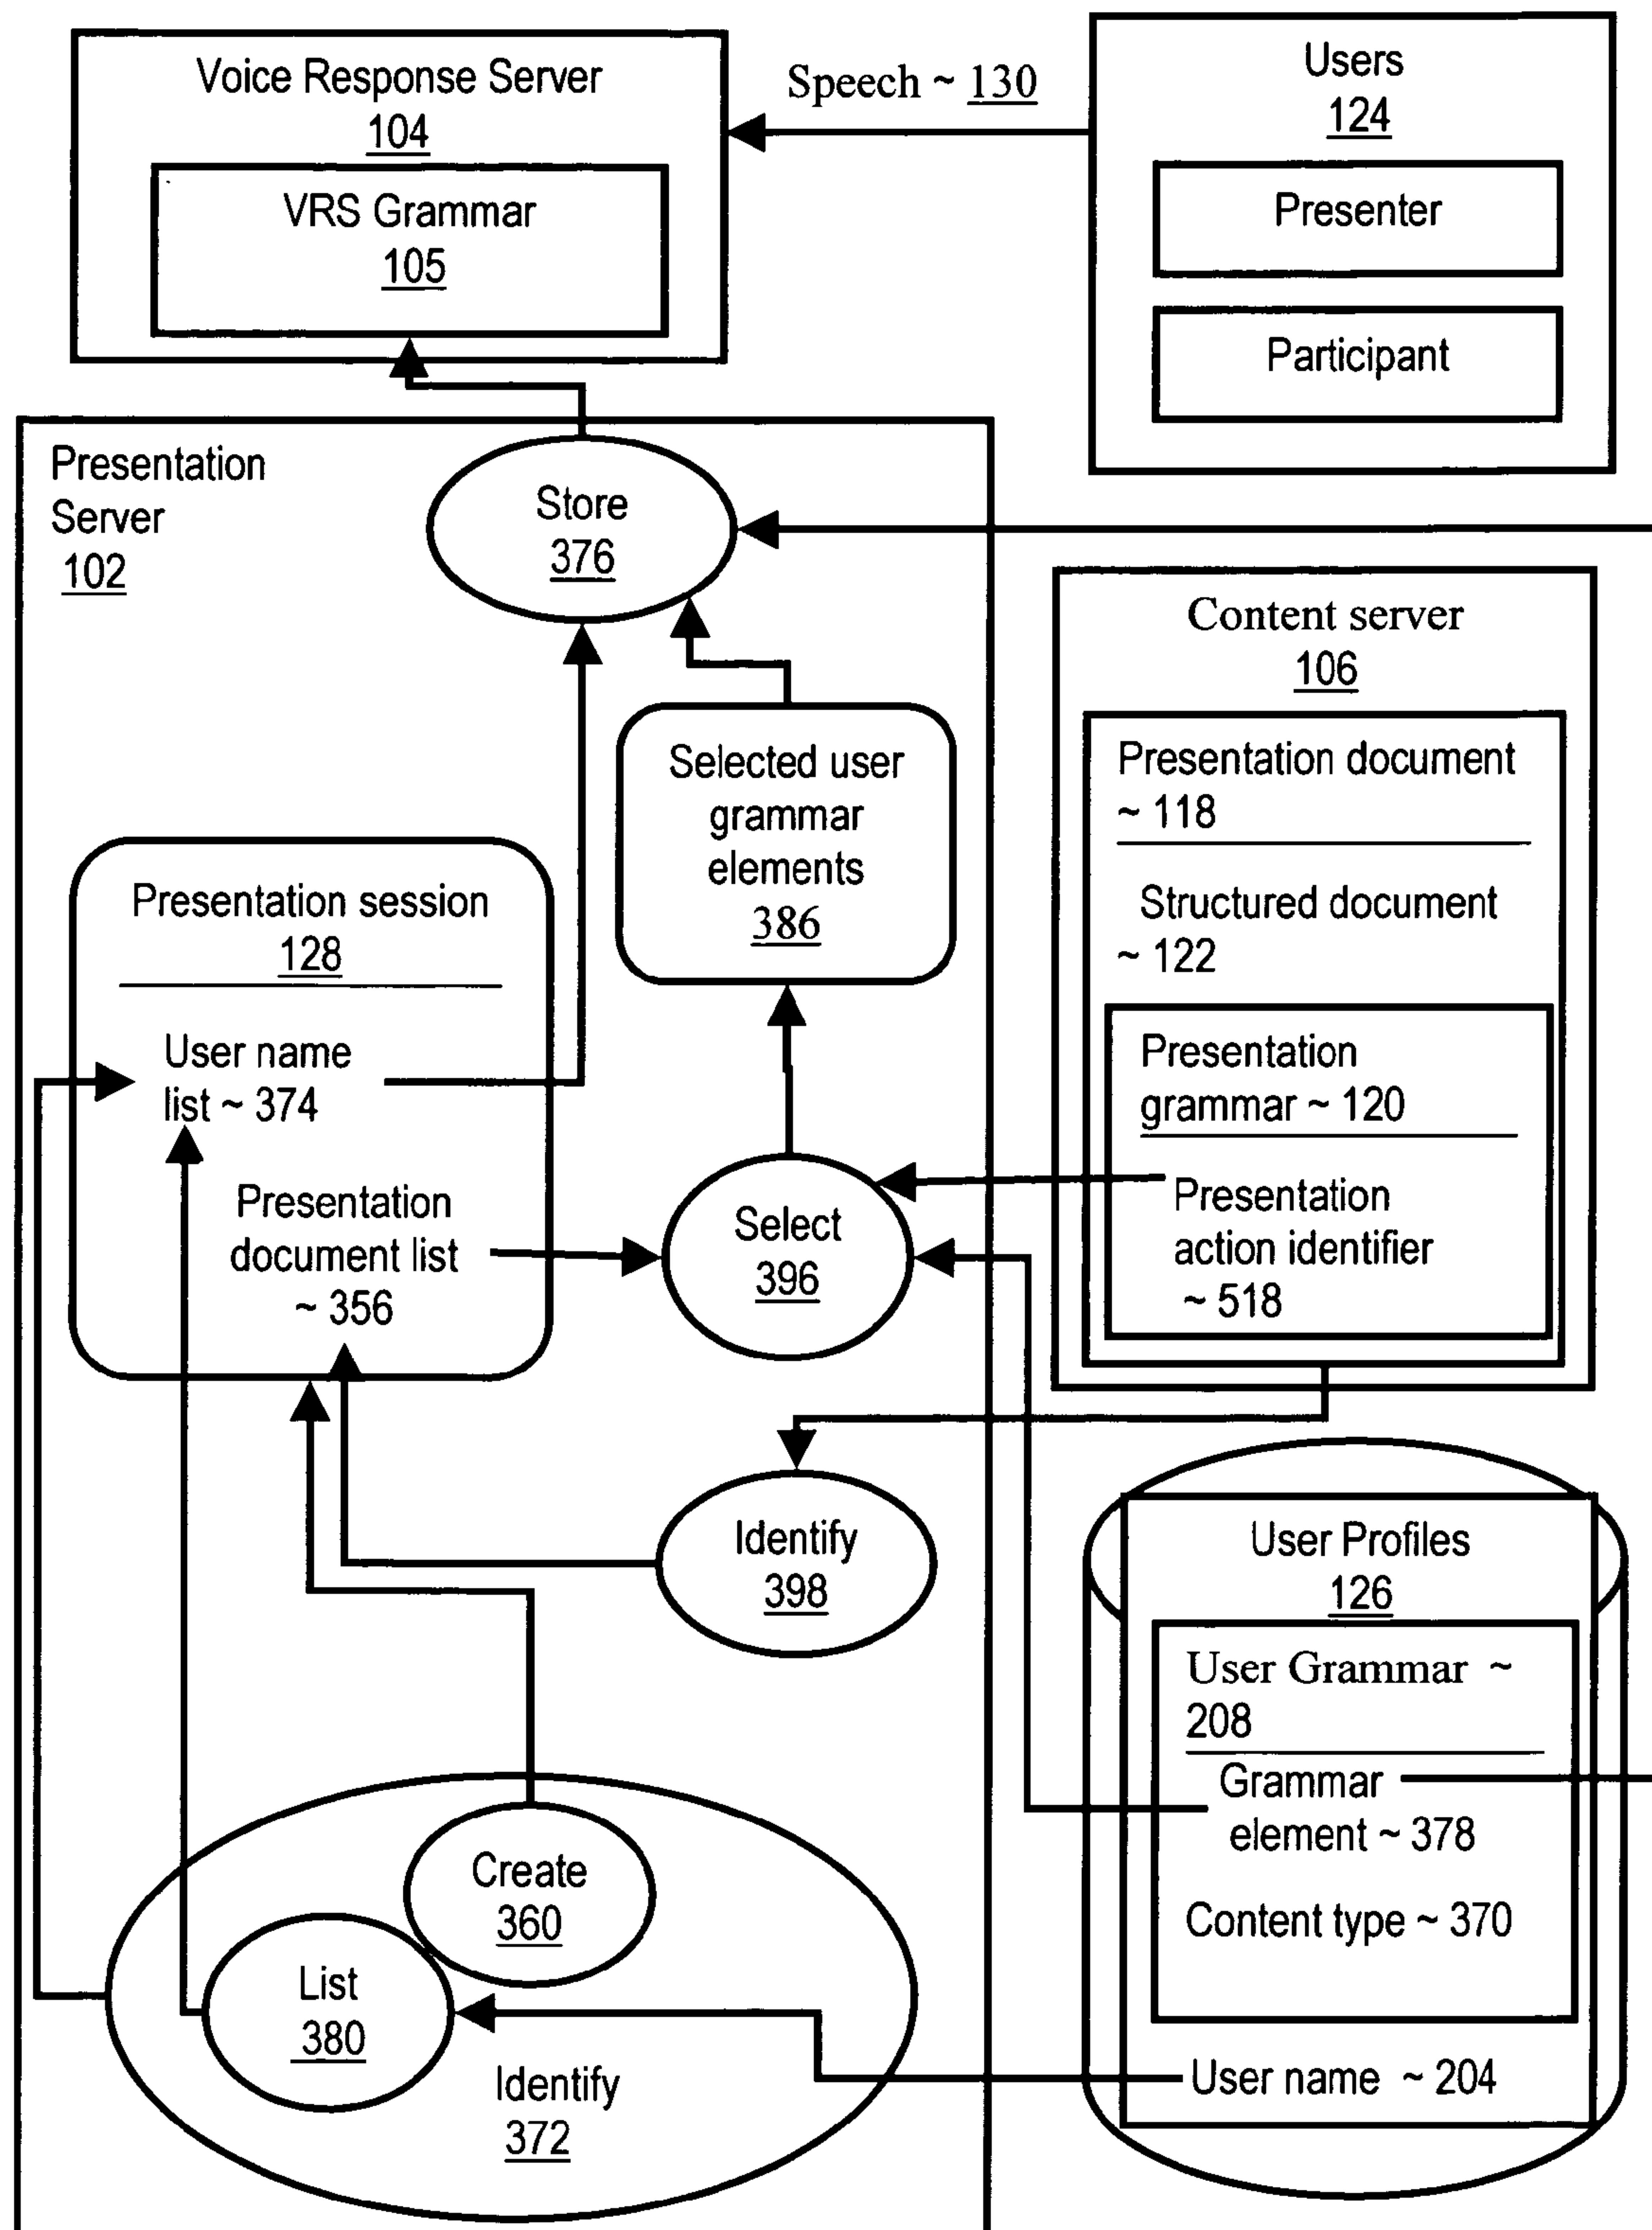 Voice Response Server
104
VRS Grammar
105
Speech ~ 130
Users
124
Presenter
Participant
Presentation
Server
102
Store
376
Selected user
grammar
elements
386
Content server
106
Presentation document
~ 118
Structured document
~ 122
Presentation
grammar ~ 120
Presentation
action identifier
~ 518
Presentation session
128
User name
list ~ 374
Presentation
document list
~ 356
Select
396
Identify
398
User Profiles
126
User Grammar ~
208
Grammar
element ~ 378
Content type ~ 370
User name ~ 204
Create
360
List
380
Identify
372